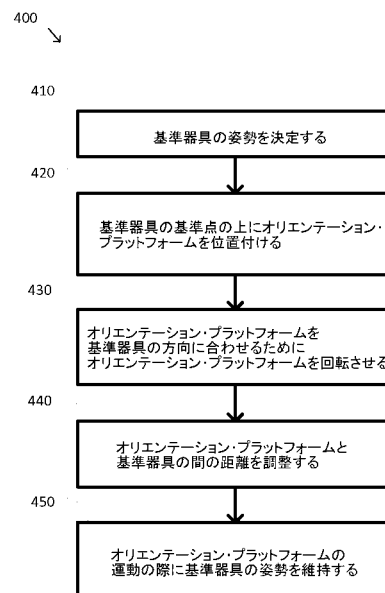 400
410
基準器具の姿勢を決定する
420
基準器具の基準点の上にオリエンテーション・
プラットフォームを位置付ける
430
オリエンテーション・プラットフォームを
基準器具の方向に合わせるために
オリエンテーション・プラットフォームを回転させる
440
オリエンテーション・プラットフォームと
基準器具の間の距離を調整する
450
オリエンテーション・プラットフォームの
運動の際に基準器具の姿勢を維持する